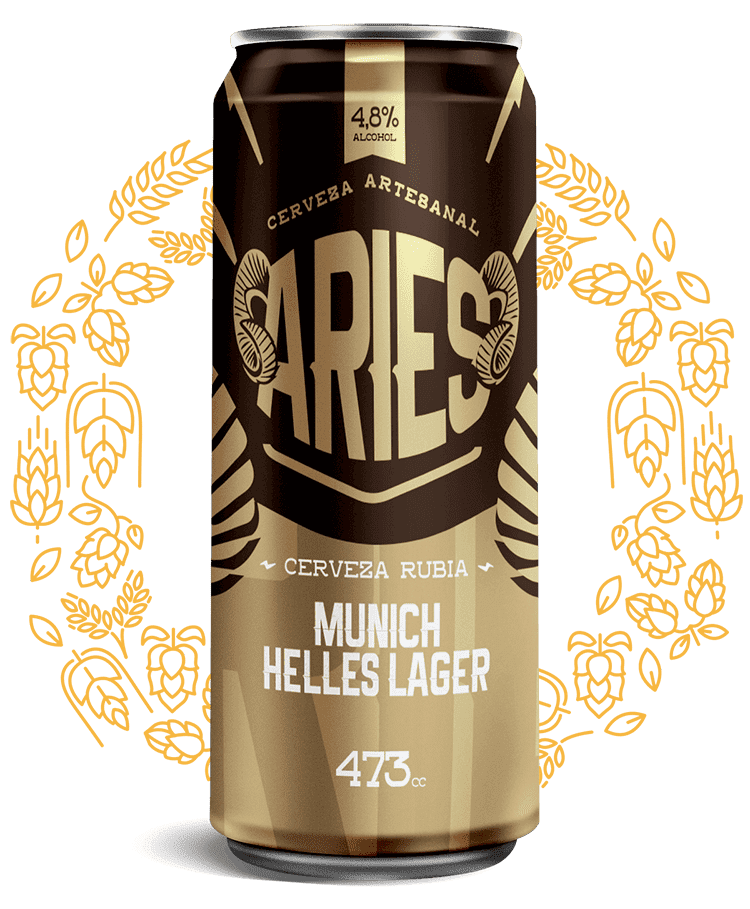 4,8%
ALCOHOL
CERVEZA ARTESANAL
ARIES
CERVEZA RUBIA
MUNICH
HELLES LAGER
473cc